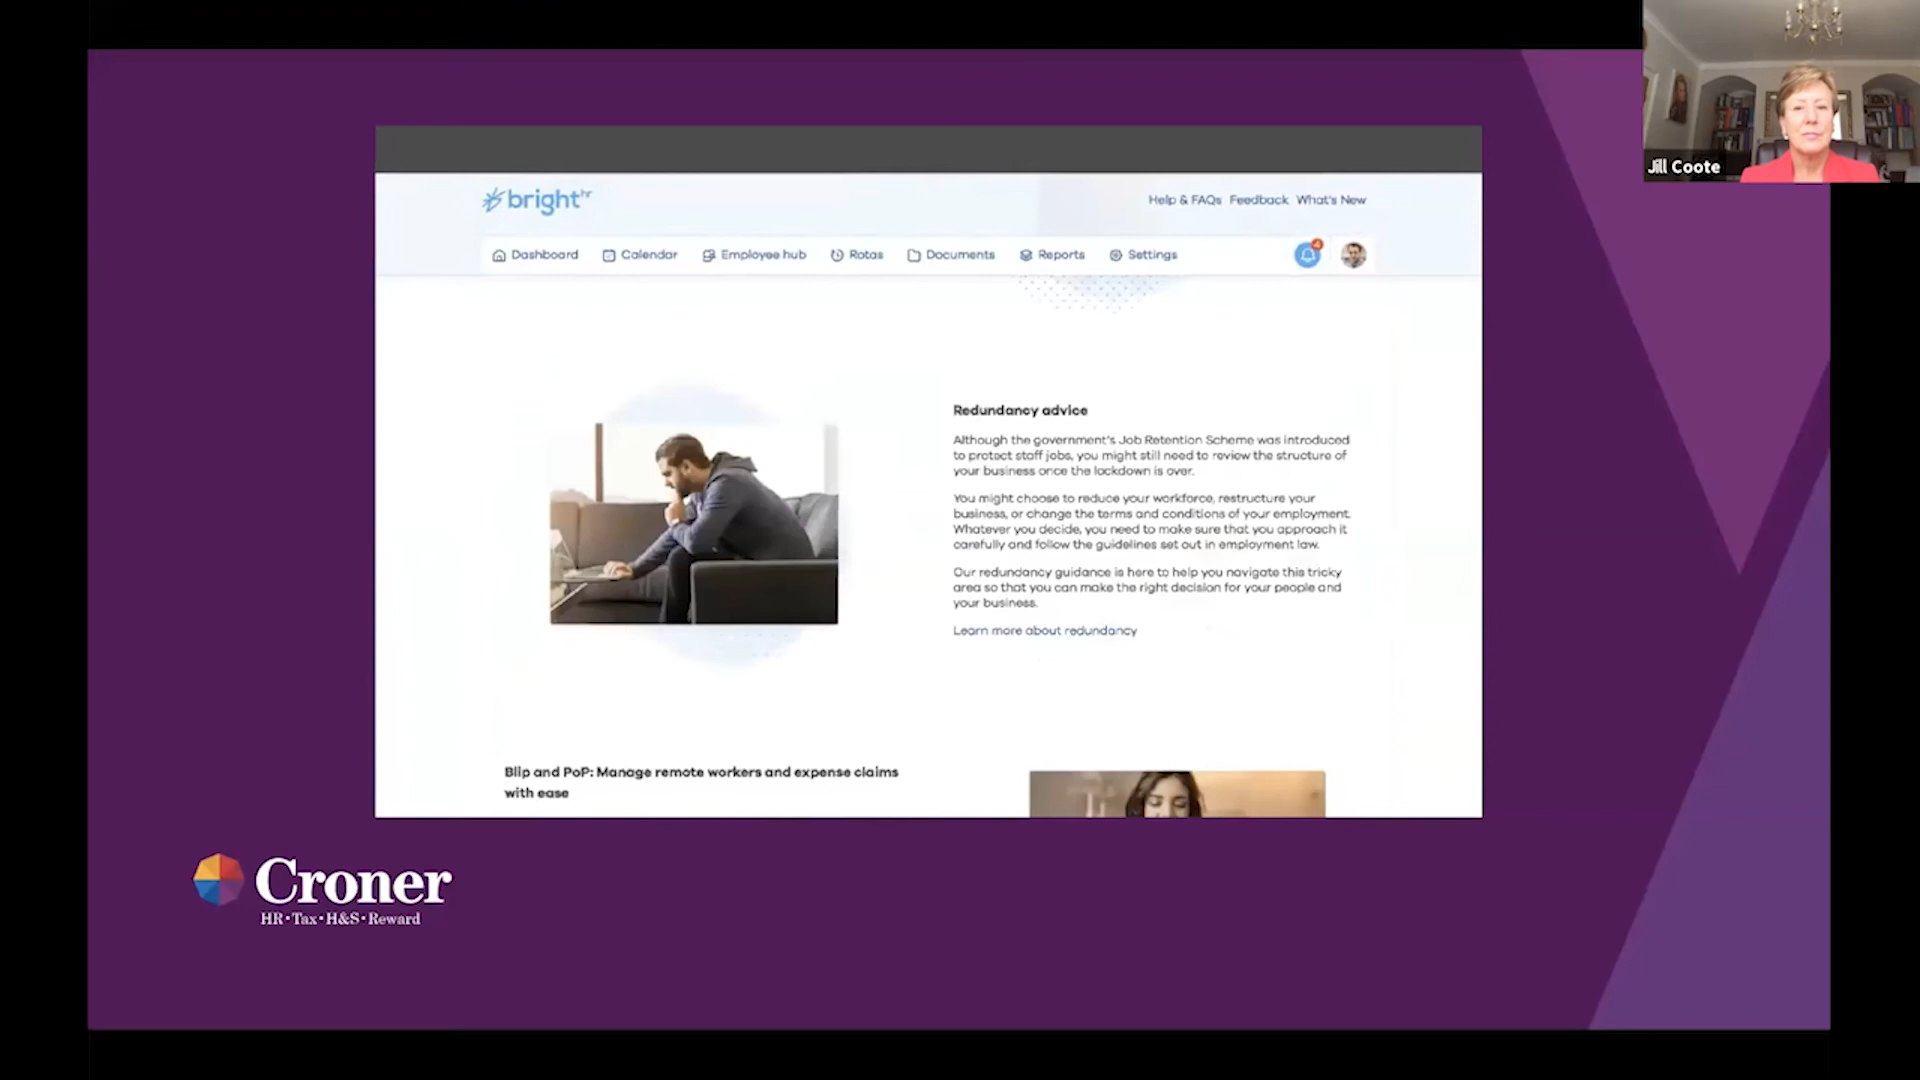 Jill Coote
brighthr
Help & FAQs Feedback What's New
Dashboard Calendar Employee hub Rotas Documents Reports Settings
4
Redundancy advice
Although the government's Job Retention Scheme was introduced
to protect staff jobs, you might still need to review the structure of
your business once the lockdown is over.
You might choose to reduce your workforce, restructure your
business, or change the terms and conditions of your employment.
Whatever you decide, you need to make sure that you approach it
carefully and follow the guidelines set out in employment law.
Our redundancy guidance is here to help you navigate this tricky
area so that you can make the right decision for your people and
your business.
Learn more about redundancy
Blip and PoP: Manage remote workers and expense claims
with ease
Croner
HR • Tax • H&S • Reward